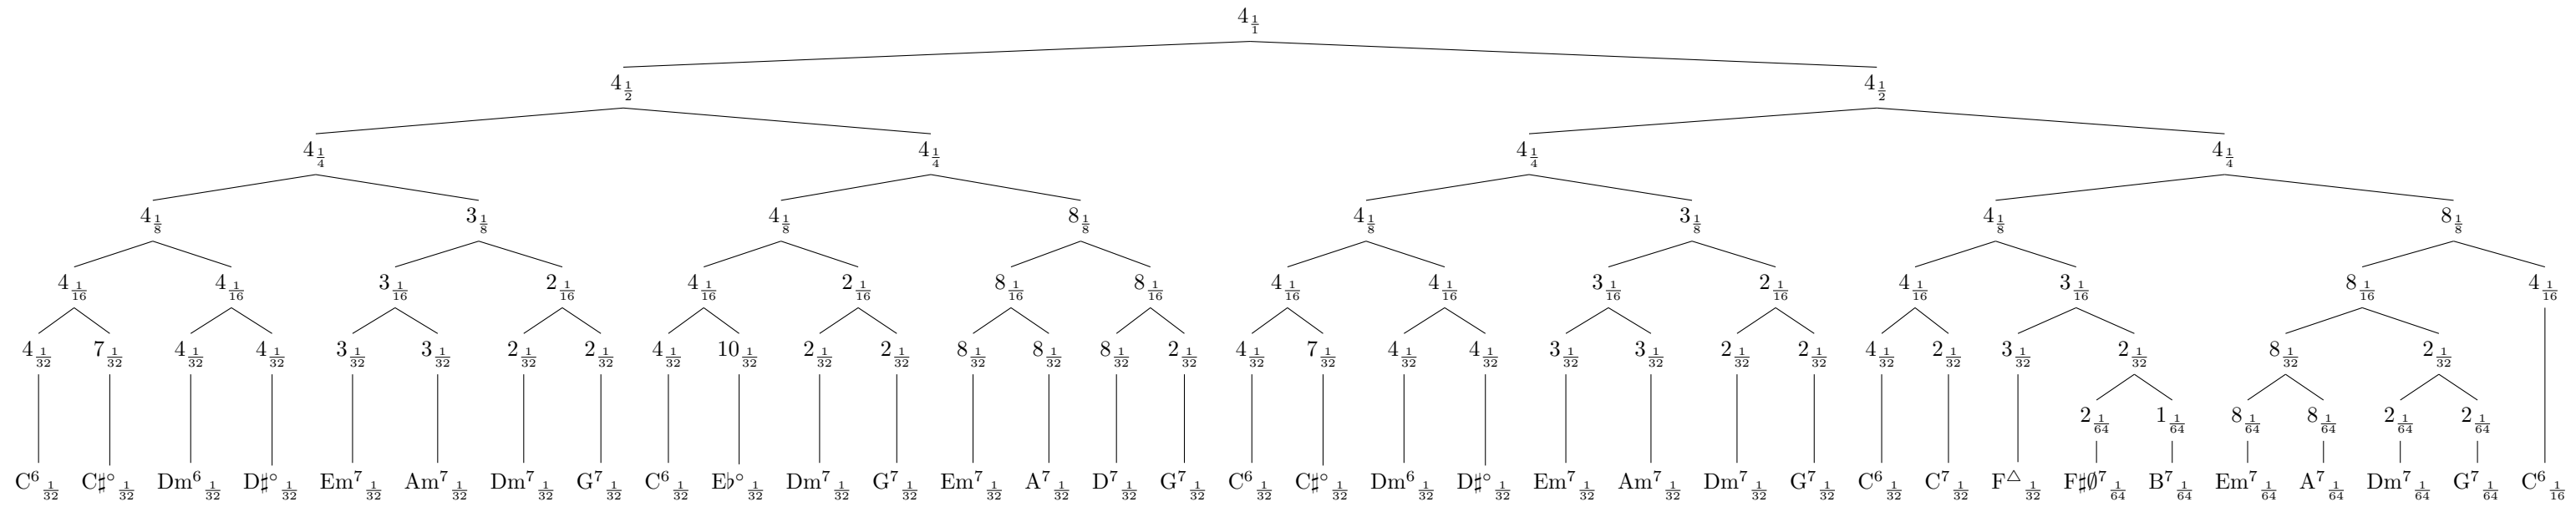 4 1/1
4 1/2 4 1/2
4 1/4 4 1/4 4 1/4 4 1/4
4 1/8 3 1/8 4 1/8 8 1/8 4 1/8 3 1/8 4 1/8 8 1/8
4 1/16 4 1/16 3 1/16 2 1/16 4 1/16 2 1/16 8 1/16 8 1/16 4 1/16 4 1/16 3 1/16 2 1/16 4 1/16 3 1/16 8 1/16 4 1/16
4 1/32 7 1/32 4 1/32 4 1/32 3 1/32 3 1/32 2 1/32 2 1/32 4 1/32 10 1/32 2 1/32 2 1/32 8 1/32 8 1/32 8 1/32 2 1/32 4 1/32 7 1/32 4 1/32 4 1/32 3 1/32 3 1/32 2 1/32 2 1/32 4 1/32 2 1/32 3 1/32 2 1/32 8 1/32 2 1/32
2 1/64 1 1/64 8 1/64 8 1/64 2 1/64 2 1/64
C⁶ 1/32 C♯° 1/32 Dm⁶ 1/32 D♯° 1/32 Em⁷ 1/32 Am⁷ 1/32 Dm⁷ 1/32 G⁷ 1/32 C⁶ 1/32 E♭° 1/32 Dm⁷ 1/32 G⁷ 1/32 Em⁷ 1/32 A⁷ 1/32 D⁷ 1/32 G⁷ 1/32 C⁶ 1/32 C♯° 1/32 Dm⁶ 1/32 D♯° 1/32 Em⁷ 1/32 Am⁷ 1/32 Dm⁷ 1/32 G⁷ 1/32 C⁶ 1/32 C⁷ 1/32 F△ 1/32 F♯∅⁷ 1/64 B⁷ 1/64 Em⁷ 1/64 A⁷ 1/64 Dm⁷ 1/64 G⁷ 1/64 C⁶ 1/16